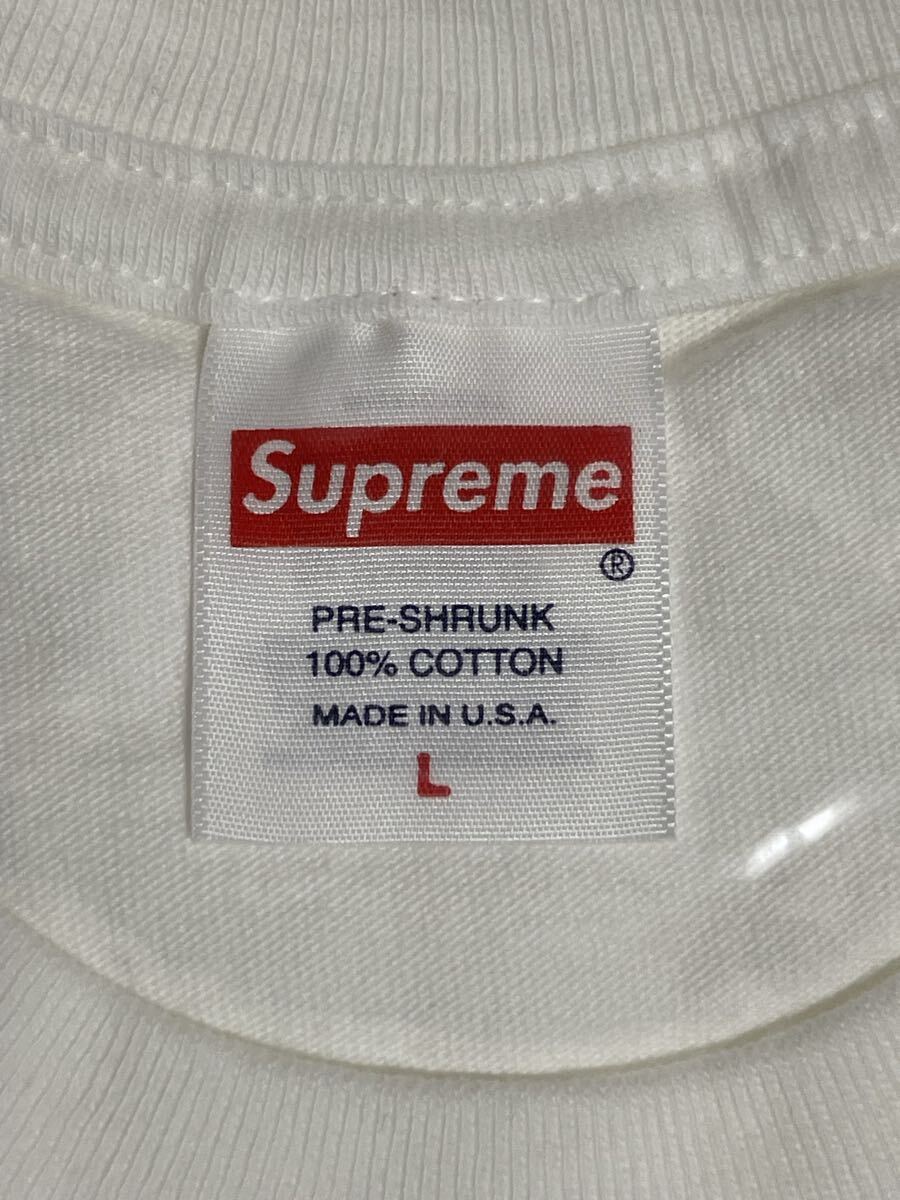 Supreme
®
PRE-SHRUNK
100% COTTON
MADE IN U.S.A.
L